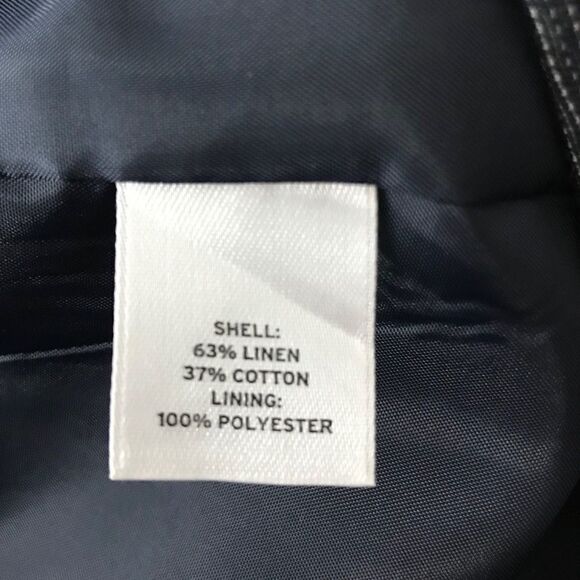 SHELL:
63% LINEN
37% COTTON
LINING:
100% POLYESTER